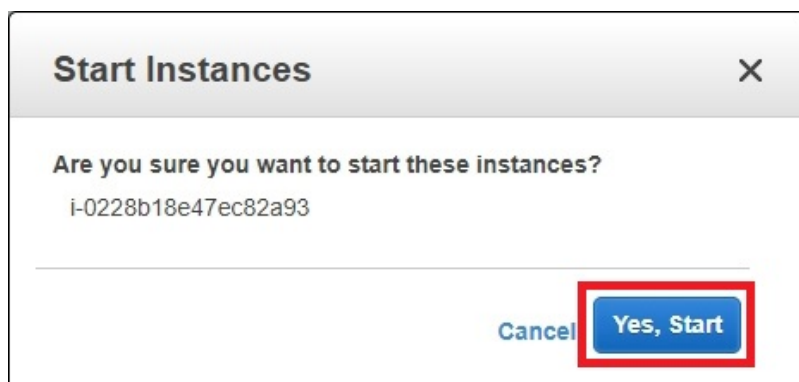 Start Instances
Are you sure you want to start these instances?
i-0228b18e47ec82a93
Cancel
Yes, Start